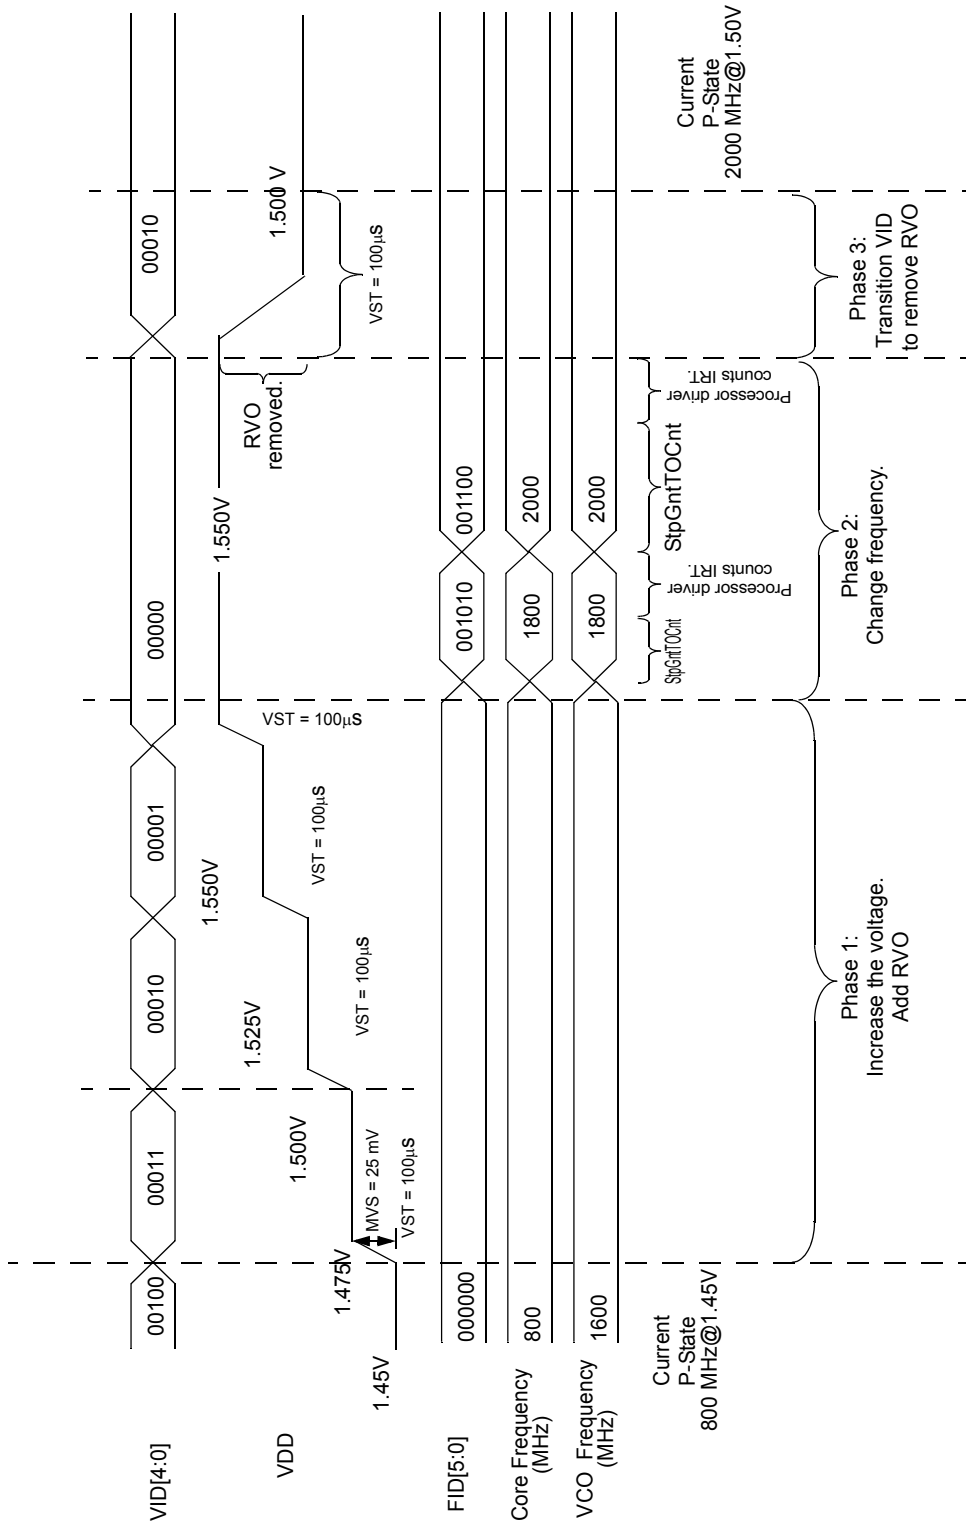 VID[4:0]
00100
00011
00010
00001
00000
00010
VDD
1.45V
1.475V
1.500V
1.525V
1.550V
1.550V
1.500 V
MVS = 25 mV
VST = 100µs
VST = 100µs
VST = 100µs
VST = 100µs
RVO
removed.
VST = 100µs
FID[5:0]
000000
001010
001100
Core Frequency
(MHz)
800
1800
2000
VCO Frequency
(MHz)
1600
1800
2000
StpGntTOCnt
Processor driver
counts IRT.
StpGntTOCnt
Processor driver
counts IRT.
Current
P-State
800 MHz@1.45V
Current
P-State
2000 MHz@1.50V
Phase 1:
Increase the voltage.
Add RVO
Phase 2:
Change frequency.
Phase 3:
Transition VID
to remove RVO